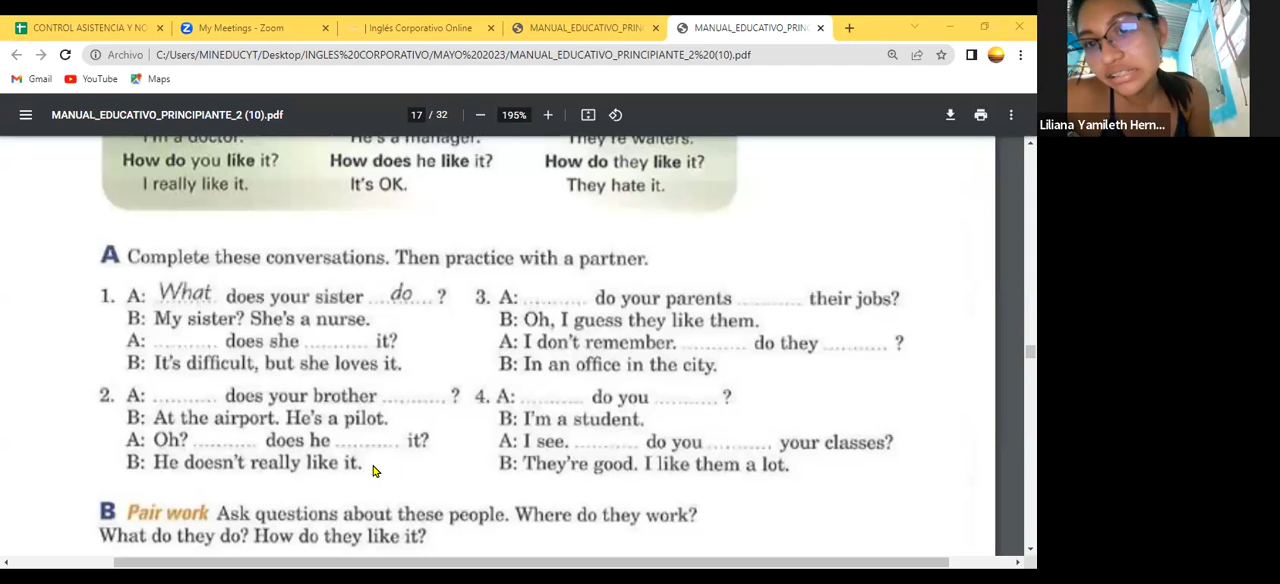 CONTROL ASISTENCIA Y NO
My Meetings - Zoom
| Inglés Corporativo Online
MANUAL_EDUCATIVO_PRIN
MANUAL_EDUCATIVO_PRINCIPI
Archivo
C:/Users/MINEDUCYT/Desktop/INGLES%20CORPORATIVO/MAYO%202023/MANUAL_EDUCATIVO_PRINCIPIANTE_2%20(10).pdf
Gmail
YouTube
Maps
MANUAL_EDUCATIVO_PRINCIPIANTE_2 (10).pdf
17 / 32
195%
Liliana Yamileth Hern...
I'm a doctor.
He's a manager.
They're waiters.
How do you like it?
How does he like it?
How do they like it?
I really like it.
It's OK.
They hate it.
A Complete these conversations. Then practice with a partner.
1. A: What does your sister do ?
B: My sister? She's a nurse.
A: .......... does she .......... it?
B: It's difficult, but she loves it.
2. A: .......... does your brother .......... ?
B: At the airport. He's a pilot.
A: Oh? .......... does he .......... it?
B: He doesn't really like it.
3. A: .......... do your parents .......... their jobs?
B: Oh, I guess they like them.
A: I don't remember. .......... do they .......... ?
B: In an office in the city.
4. A: .......... do you .......... ?
B: I'm a student.
A: I see. .......... do you .......... your classes?
B: They're good. I like them a lot.
B Pair work Ask questions about these people. Where do they work?
What do they do? How do they like it?